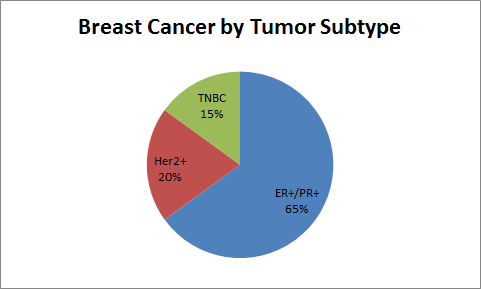 Breast Cancer by Tumor Subtype
TNBC
15%
Her2+
20%
ER+/PR+
65%